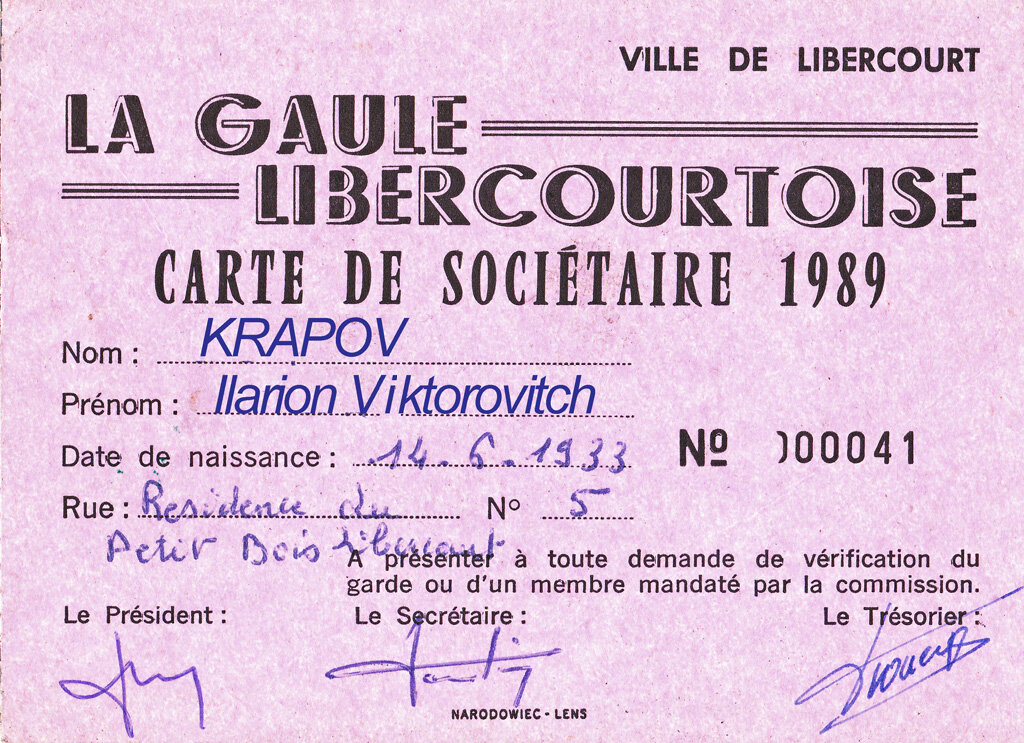 VILLE DE LIBERCOURT
LA GAULE
LIBERCOURTOISE
CARTE DE SOCIÉTAIRE 1989
Nom : KRAPOV
Prénom : Ilarion Viktorovitch
Date de naissance : 14.6.1933 Nº 000041
Rue : Residence du Nº 5
Petit Bois Libercourt
A présenter à toute demande de vérification du
garde ou d'un membre mandaté par la commission.
Le Président : Le Secrétaire : Le Trésorier :
NARODOWIEC - LENS